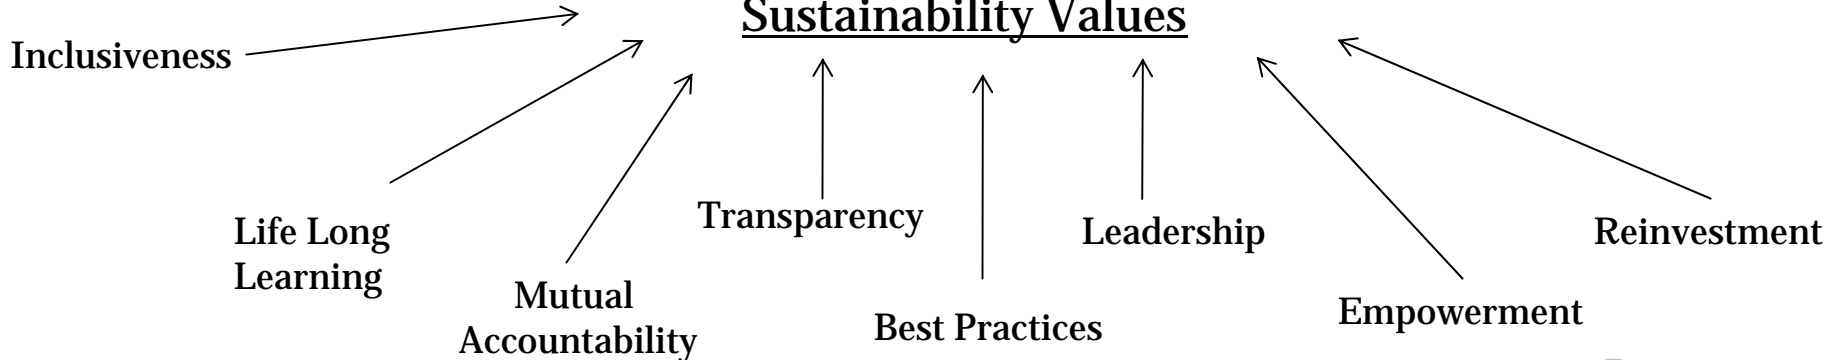 Sustainability Values
Inclusiveness
Life Long
Learning
Mutual
Accountability
Transparency
Best Practices
Leadership
Empowerment
Reinvestment